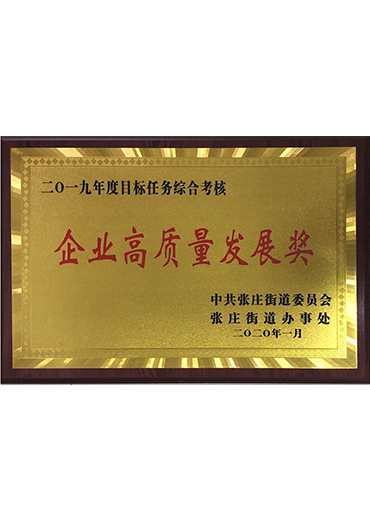 二〇一九年度目标任务综合考核
企业高质量发展奖
中共张庄街道委员会
张庄街道办事处
二〇二〇年一月